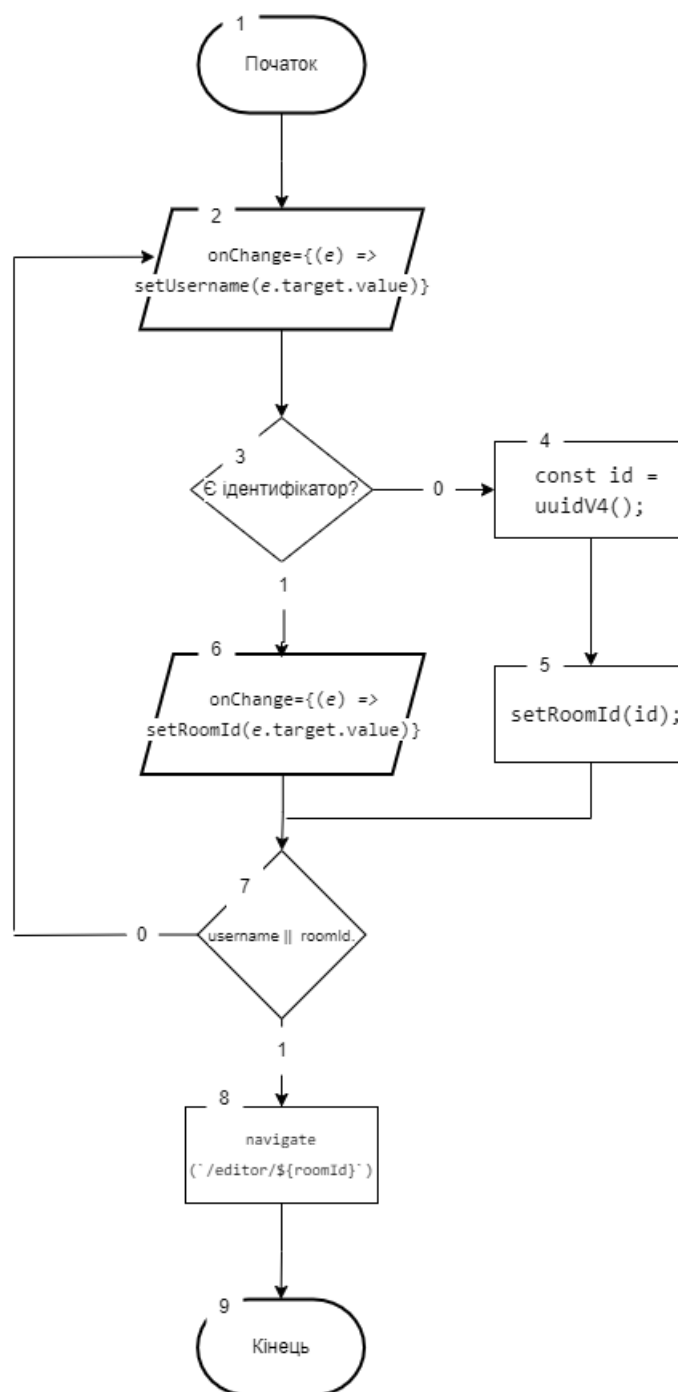 1
Початок
2
onChange={(e) =>
setUsername(e.target.value)}
3
Є ідентифікатор?
0
4
const id =
uuidV4();
1
6
onChange={(e) =>
setRoomId(e.target.value)}
5
setRoomId(id);
7
username || roomId.
0
1
8
navigate
(`/editor/${roomId}`)
9
Кінець